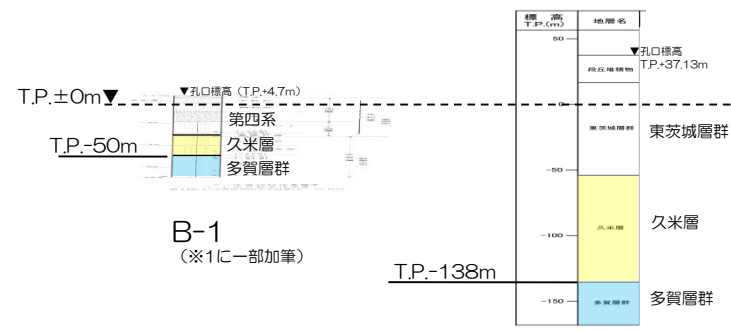 T.P.±0m▼
▼孔口標高（T.P.+4.7m）
第四系
久米層
多賀層群
T.P.-50m
B-1
（※1に一部加筆）
標 高
T.P.(m)
地層名
50
▼孔口標高
T.P.+37.13m
段丘堆積物
0
東茨城層群
東茨城層群
-50
久米層
久米層
-100
T.P.-138m
-150
多賀層群
多賀層群